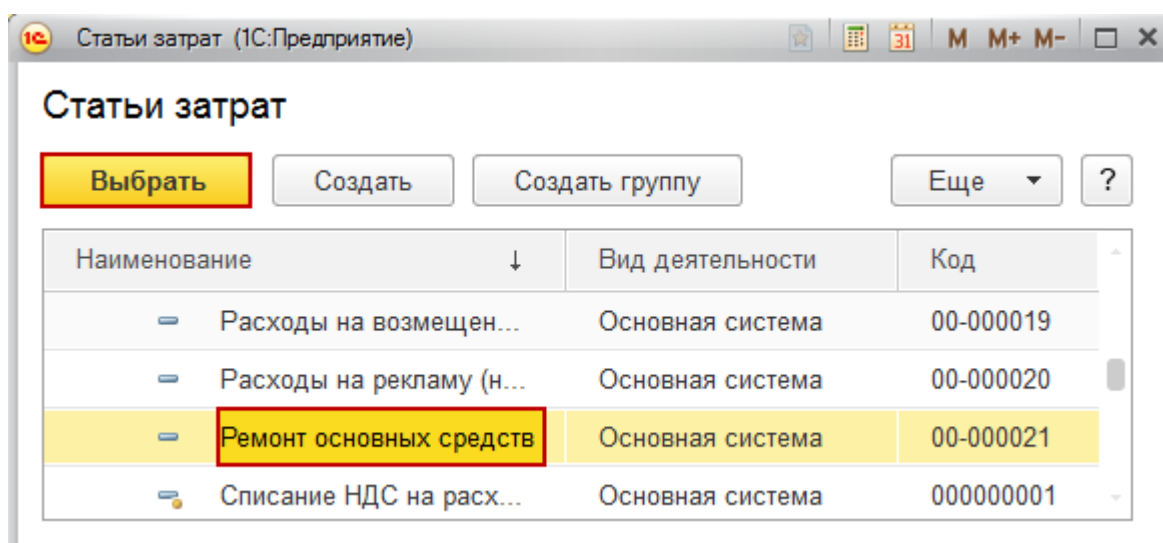 1С Статьи затрат (1С:Предприятие) 31 M M+ M-
Статьи затрат
Выбрать Создать Создать группу Еще ?
Наименование ↓ Вид деятельности Код
Расходы на возмещен... Основная система 00-000019
Расходы на рекламу (н... Основная система 00-000020
Ремонт основных средств Основная система 00-000021
Списание НДС на расх... Основная система 000000001